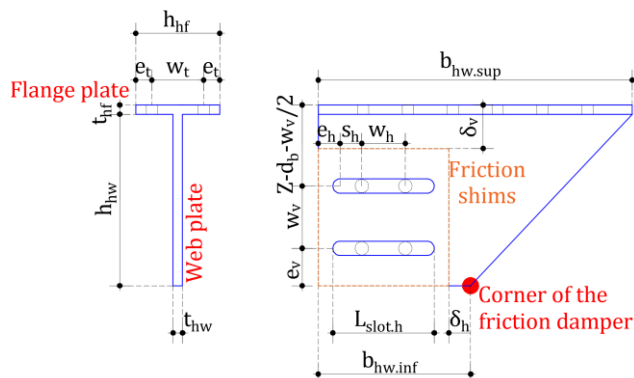 h_hf
e_t w_t e_t
Flange plate
t_hf
h_hw
Web plate
t_hw
b_hw.sup
Z-d_b-w_v/2
e_h s_h w_h
δ_v
Friction
shims
w_v
e_v
L_slot.h
δ_h
Corner of the
friction damper
b_hw.inf